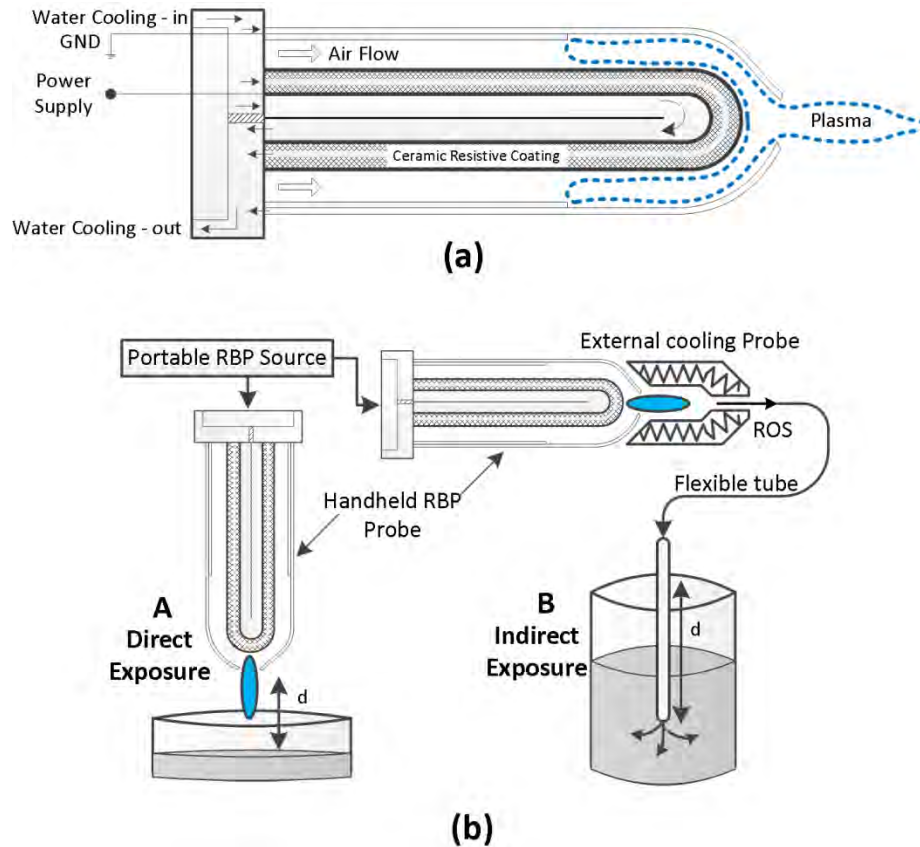 Water Cooling - in
GND
Air Flow
Power
Supply
Plasma
Ceramic Resistive Coating
Water Cooling - out
(a)
Portable RBP Source
External cooling Probe
ROS
Flexible tube
Handheld RBP
Probe
A
Direct
Exposure
d
B
Indirect
Exposure
d
(b)